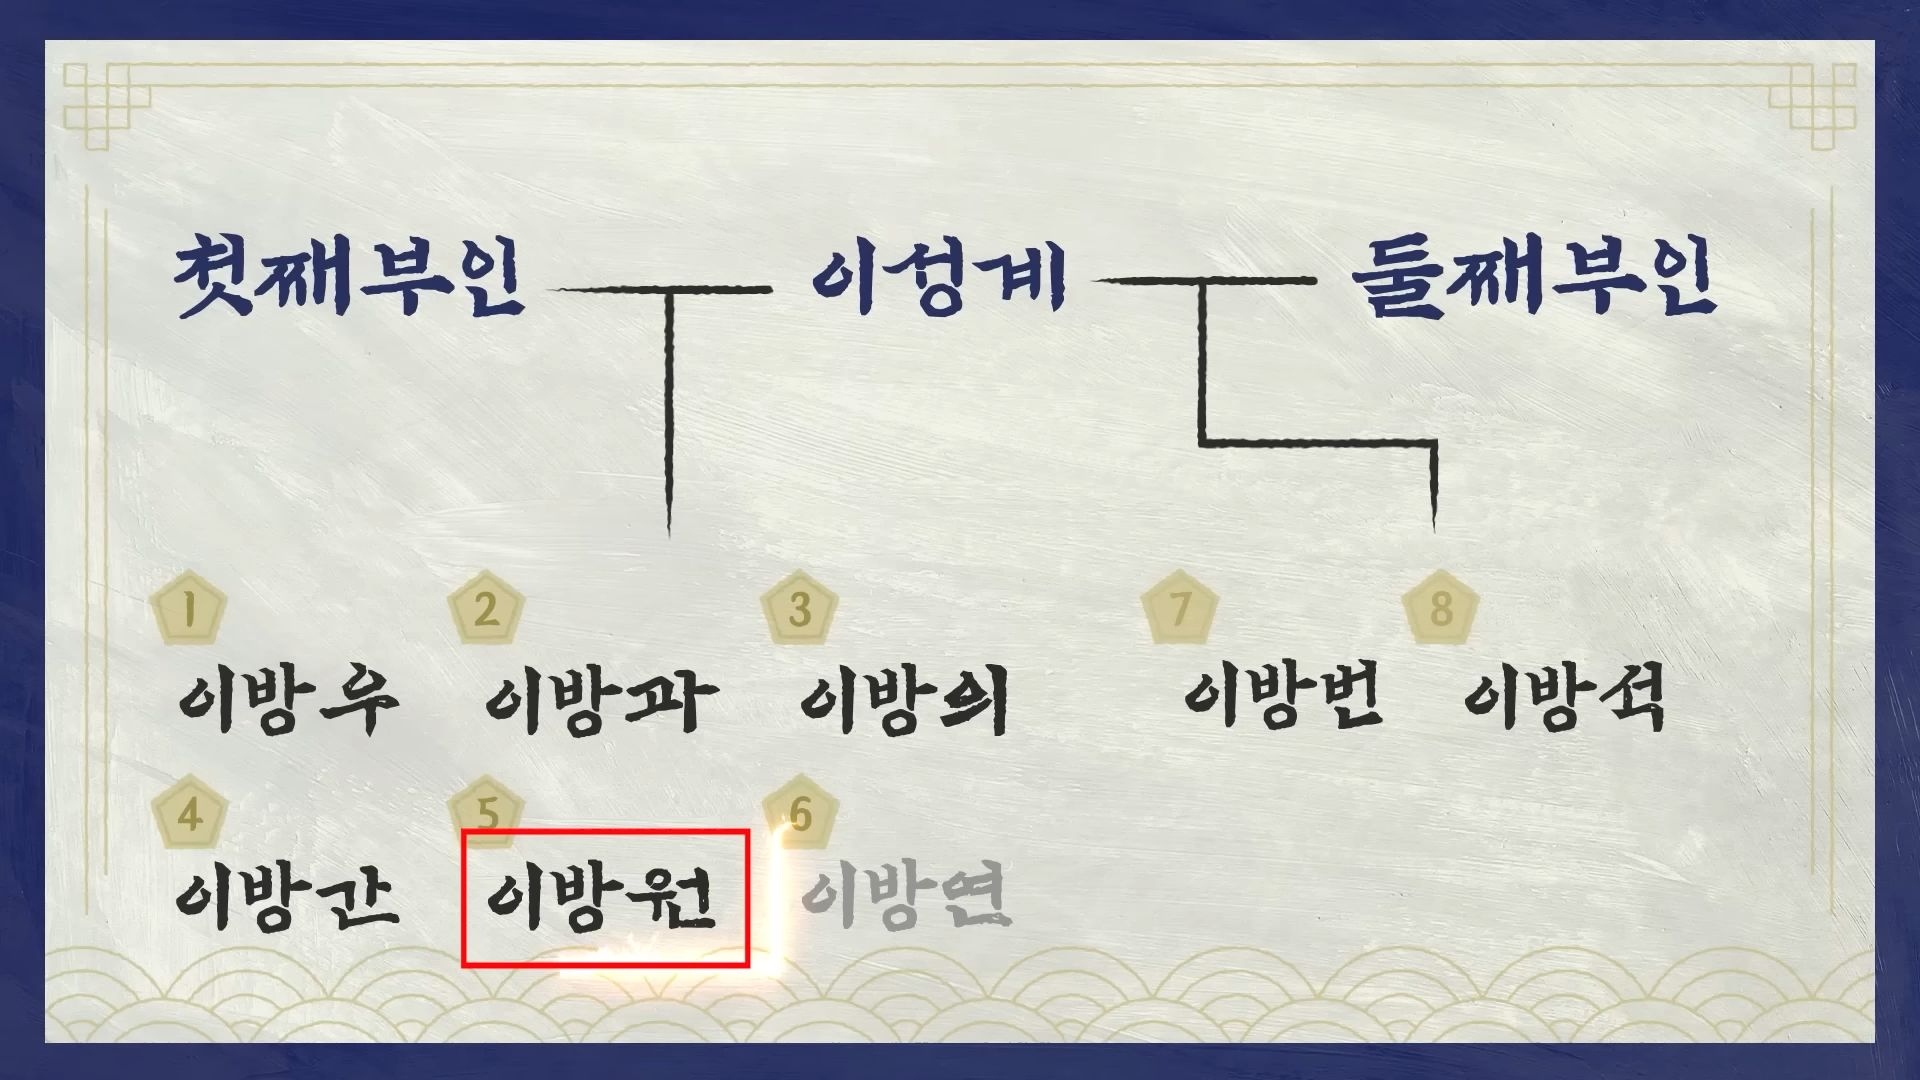 첫째부인 이성계 둘째부인
1 2 3 7 8
이방우 이방과 이방의 이방번 이방석
4 5 6
이방간 이방원 이방연